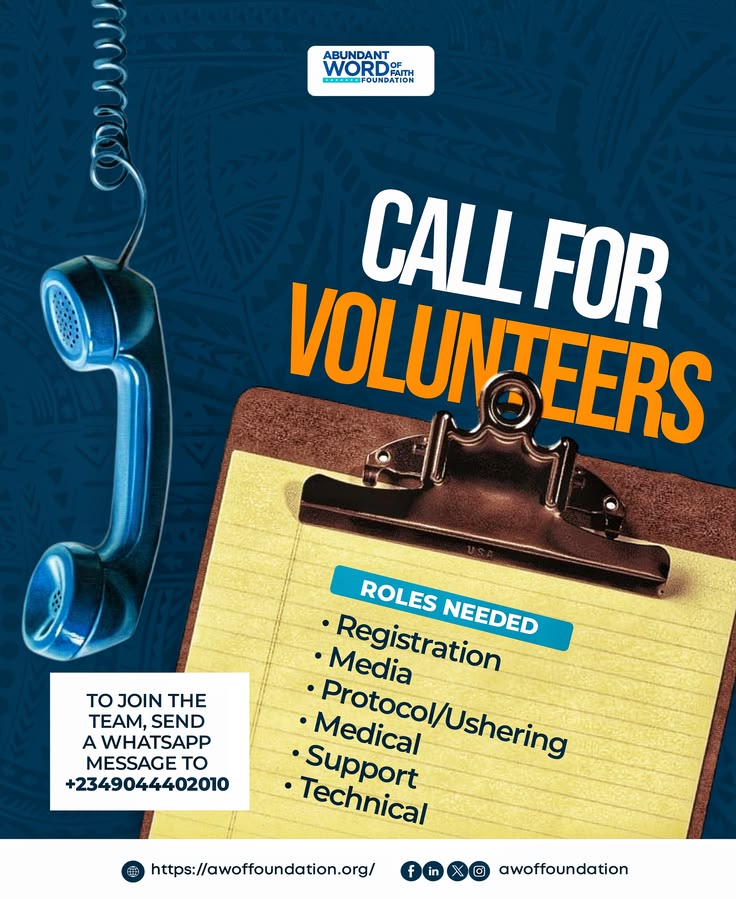 ABUNDANT
WORD OF FAITH
FOUNDATION
CALL FOR
VOLUNTEERS
USA
ROLES NEEDED
• Registration
• Media
• Protocol/Ushering
• Medical
• Support
• Technical
TO JOIN THE
TEAM, SEND
A WHATSAPP
MESSAGE TO
+2349044402010
https://awoffoundation.org/
awoffoundation